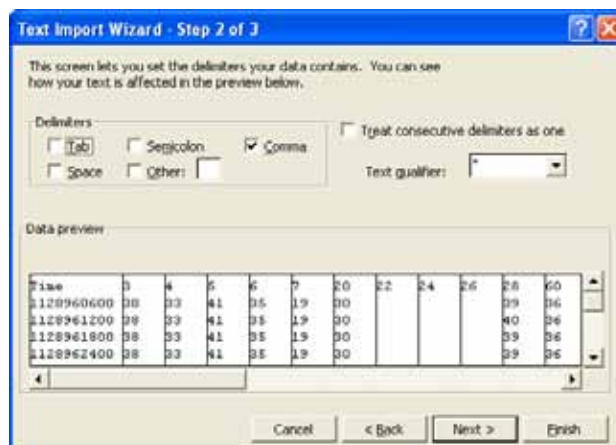 Text Import Wizard - Step 2 of 3
This screen lets you set the delimiters your data contains. You can see
how your text is affected in the preview below.
Delimiters
Tab Semicolon Comma
Space Other:
Treat consecutive delimiters as one
Text qualifier: "
Data preview
Time 3 4 5 6 7 20 22 24 26 28 60
1128960600 38 33 41 35 19 30 39 36
1128961200 38 33 41 35 19 30 40 36
1128961800 38 33 41 35 19 30 39 36
1128962400 38 33 41 35 19 30 39 36
Cancel < Back Next > Finish